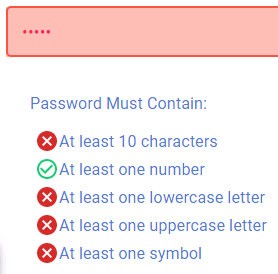 •••••
Password Must Contain:
At least 10 characters
At least one number
At least one lowercase letter
At least one uppercase letter
At least one symbol